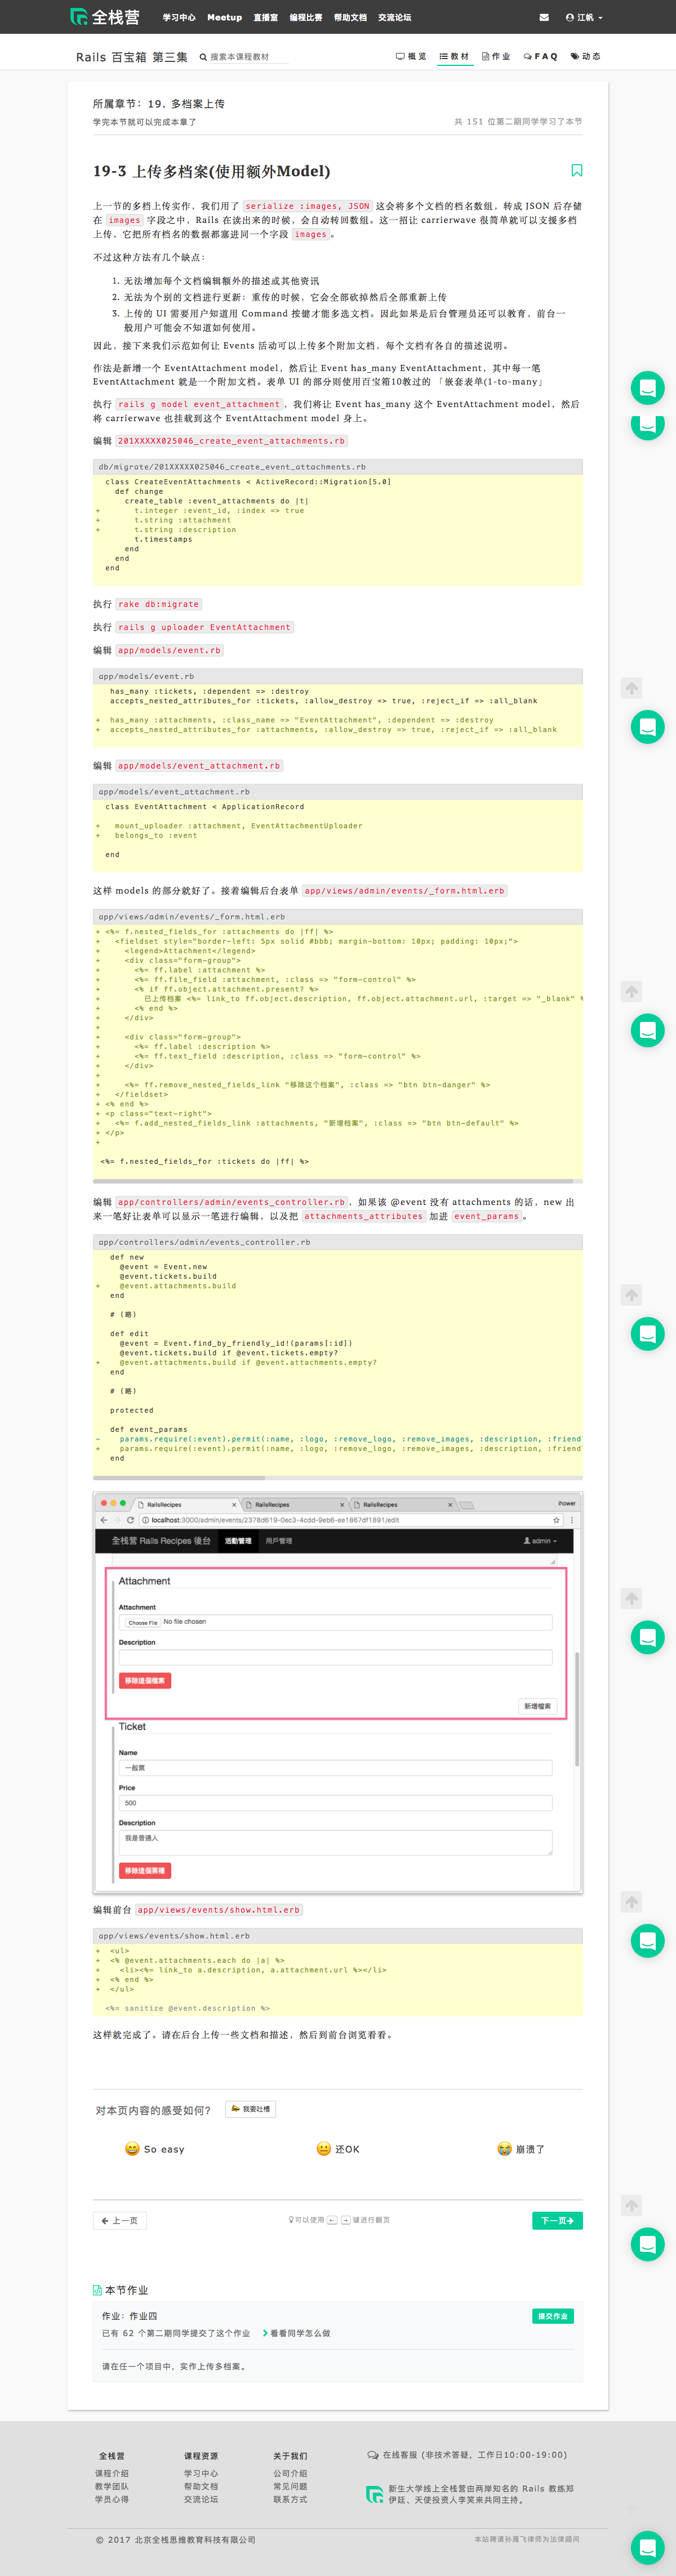 全栈营 学习中心 Meetup 直播室 编程比赛 帮助文档 交流论坛 江帆
Rails 百宝箱 第三集 搜索本课程教材 概览 教材 作业 FAQ 动态
所属章节: 19. 多档案上传
学完本节就可以完成本章了 共 151 位第二期同学学习了本节
19-3 上传多档案(使用额外Model)
上一节的多档上传实作，我们用了 serialize :images, JSON 这会将多个文档的档名数组，转成 JSON 后存储
在 images 字段之中，Rails 在读出来的时候，会自动转回数组。这一招让 carrierwave 很简单就可以支援多档
上传，它把所有档名的数据都塞进同一个字段 images。
不过这种方法有几个缺点：
1. 无法增加每个文档编辑额外的描述或其他资讯
2. 无法为个别的文档进行更新：重传的时候，它会全部砍掉然后全部重新上传
3. 上传的 UI 需要用户知道用 Command 按键才能多选文档。因此如果是后台管理员还可以教育，前台一
般用户可能会不知道如何使用。
因此，接下来我们示范如何让 Events 活动可以上传多个附加文档，每个文档有各自的描述说明。
作法是新增一个 EventAttachment model，然后让 Event has_many EventAttachment，其中每一笔
EventAttachment 就是一个附加文档。表单 UI 的部分则使用百宝箱10教过的 「嵌套表单(1-to-many」
执行 rails g model event_attachment，我们将让 Event has_many 这个 EventAttachment model，然后
将 carrierwave 也挂载到这个 EventAttachment model 身上。
编辑 201XXXXX025046_create_event_attachments.rb
db/migrate/201XXXXX025046_create_event_attachments.rb
class CreateEventAttachments < ActiveRecord::Migration[5.0]
def change
create_table :event_attachments do |t|
+ t.integer :event_id, :index => true
+ t.string :attachment
+ t.string :description
t.timestamps
end
end
end
执行 rake db:migrate
执行 rails g uploader EventAttachment
编辑 app/models/event.rb
app/models/event.rb
has_many :tickets, :dependent => :destroy
accepts_nested_attributes_for :tickets, :allow_destroy => true, :reject_if => :all_blank
+ has_many :attachments, :class_name => "EventAttachment", :dependent => :destroy
+ accepts_nested_attributes_for :attachments, :allow_destroy => true, :reject_if => :all_blank
编辑 app/models/event_attachment.rb
app/models/event_attachment.rb
class EventAttachment < ApplicationRecord
+ mount_uploader :attachment, EventAttachmentUploader
+ belongs_to :event
end
这样 models 的部分就好了。接着编辑后台表单 app/views/admin/events/_form.html.erb
app/views/admin/events/_form.html.erb
+ <%= f.nested_fields_for :attachments do |ff| %>
+ <fieldset style="border-left: 5px solid #bbb; margin-bottom: 10px; padding: 10px;">
+ <legend>Attachment</legend>
+ <div class="form-group">
+ <%= ff.label :attachment %>
+ <%= ff.file_field :attachment, :class => "form-control" %>
+ <% if ff.object.attachment.present? %>
+ 已上传档案 <%= link_to ff.object.description, ff.object.attachment.url, :target => "_blank" %
+ <% end %>
+ </div>
+
+ <div class="form-group">
+ <%= ff.label :description %>
+ <%= ff.text_field :description, :class => "form-control" %>
+ </div>
+
+ <%= ff.remove_nested_fields_link "移除这个档案", :class => "btn btn-danger" %>
+ </fieldset>
+ <% end %>
+ <p class="text-right">
+ <%= f.add_nested_fields_link :attachments, "新增档案", :class => "btn btn-default" %>
+ </p>
+
<%= f.nested_fields_for :tickets do |ff| %>
编辑 app/controllers/admin/events_controller.rb，如果该 @event 没有 attachments 的话，new 出
来一笔好让表单可以显示一笔进行编辑，以及把 attachments_attributes 加进 event_params。
app/controllers/admin/events_controller.rb
def new
@event = Event.new
@event.tickets.build
+ @event.attachments.build
end
# (略)
def edit
@event = Event.find_by_friendly_id!(params[:id])
@event.tickets.build if @event.tickets.empty?
+ @event.attachments.build if @event.attachments.empty?
end
# (略)
protected
def event_params
- params.require(:event).permit(:name, :logo, :remove_logo, :remove_images, :description, :friend
+ params.require(:event).permit(:name, :logo, :remove_logo, :remove_images, :description, :friend
end
RailsRecipes RailsRecipes RailsRecipes ihower
localhost:3000/admin/events/2378d619-0ec3-4cdd-9eb6-ee1867df1891/edit
全栈营 Rails Recipes 後台 活動管理 用戶管理 admin
Attachment
Attachment
Choose File No file chosen
Description
移除這個檔案
新增檔案
Ticket
Name
一般票
Price
500
Description
我是普通人
移除這個票種
编辑前台 app/views/events/show.html.erb
app/views/events/show.html.erb
+ <ul>
+ <% @event.attachments.each do |a| %>
+ <li><%= link_to a.description, a.attachment.url %></li>
+ <% end %>
+ </ul>
<%= sanitize @event.description %>
这样就完成了。请在后台上传一些文档和描述，然后到前台浏览看看。
对本页内容的感受如何？ 我要吐槽
So easy 还OK 崩溃了
← 上一页 可以使用 ← → 键进行翻页 下一页→
本节作业
作业：作业四 提交作业
已有 62 个第二期同学提交了这个作业 看看同学怎么做
请在任一个项目中，实作上传多档案。
全栈营 课程资源 关于我们 在线客服 (非技术答疑，工作日10:00-19:00)
课程介绍 学习中心 公司介绍
教学团队 帮助文档 常见问题 新生大学线上全栈营由两岸知名的 Rails 教练郑
学员心得 交流论坛 联系方式 伊廷、天使投资人李笑来共同主持。
© 2017 北京全栈思维教育科技有限公司 本站聘请孙雁飞律师为法律顾问